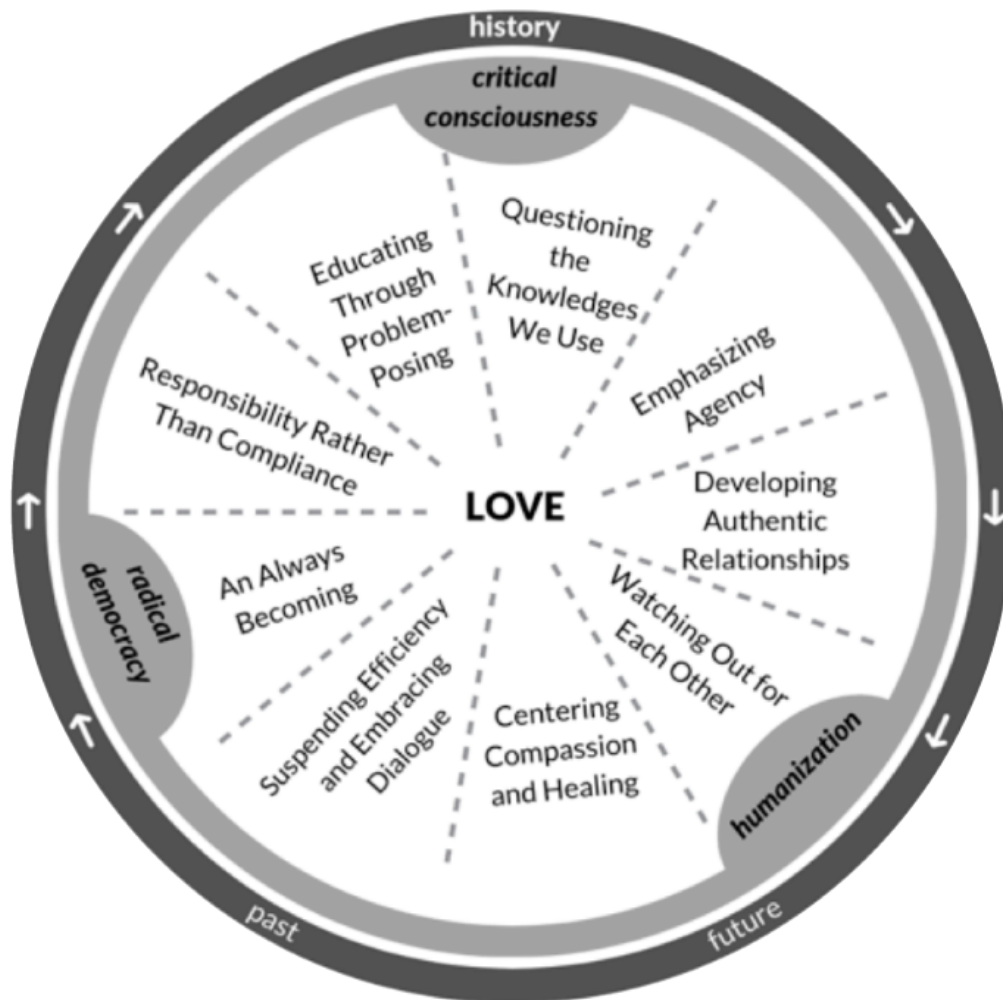 history
critical
consciousness
Questioning
the
Knowledges
We Use
Emphasizing
Agency
Developing
Authentic
Relationships
Watching Out for
Each Other
humanization
Centering
Compassion
and Healing
Suspending Efficiency
and Embracing
Dialogue
An Always
Becoming
radical
democracy
Responsibility Rather
Than Compliance
Educating
Through
Problem-
Posing
LOVE
past
future